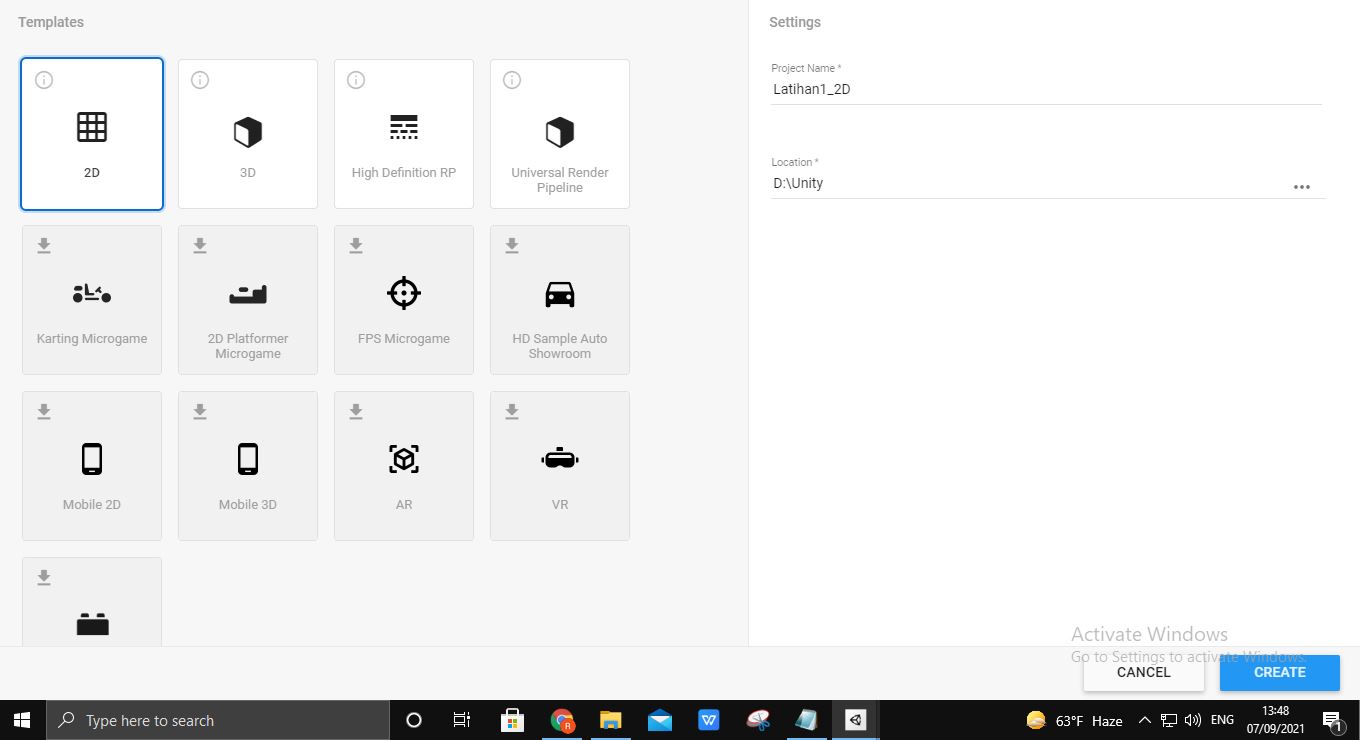 Templates
2D
3D
High Definition RP
Universal Render
Pipeline
Karting Microgame
2D Platformer
Microgame
FPS Microgame
HD Sample Auto
Showroom
Mobile 2D
Mobile 3D
AR
VR
Settings
Project Name *
Latihan1_2D
Location *
D:\Unity
Activate Windows
Go to Settings to activate Windows.
CANCEL
CREATE
Type here to search
R
W
63°F Haze
ENG
13:48
07/09/2021
1